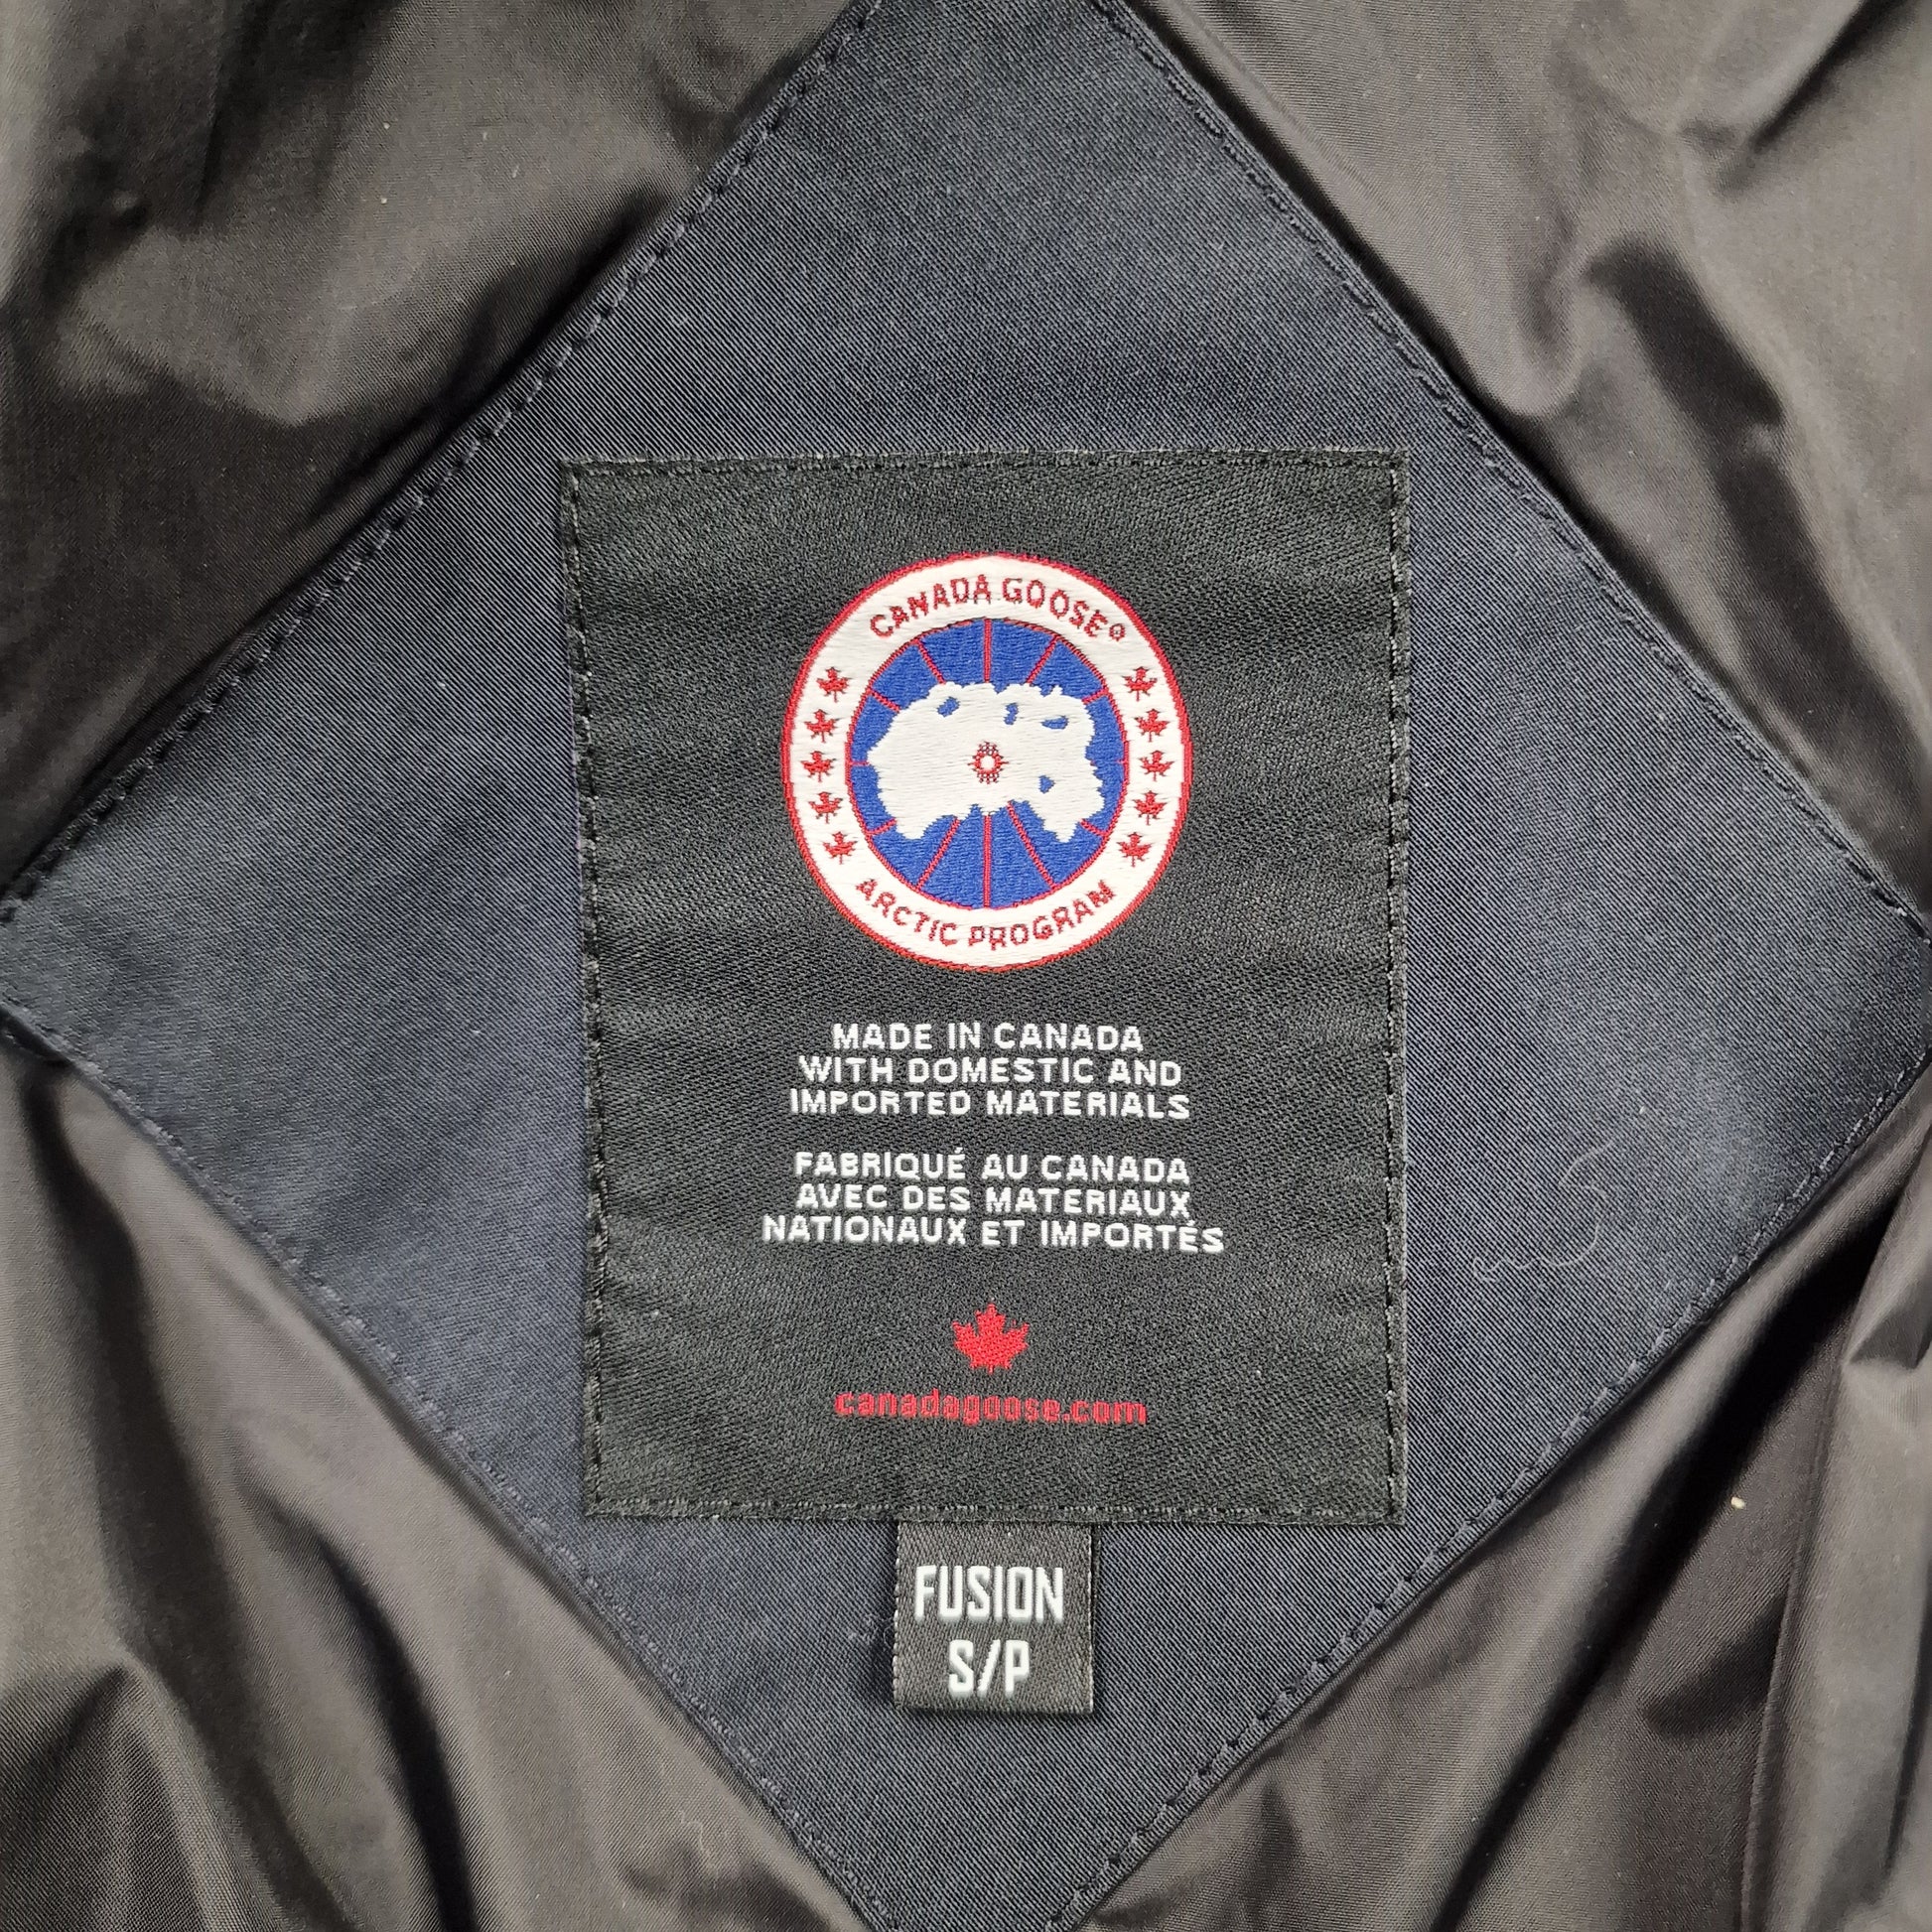 CANADA GOOSE®
ARCTIC PROGRAM
MADE IN CANADA
WITH DOMESTIC AND
IMPORTED MATERIALS
FABRIQUÉ AU CANADA
AVEC DES MATERIAUX
NATIONAUX ET IMPORTÉS
canadagoose.com
FUSION
S/P